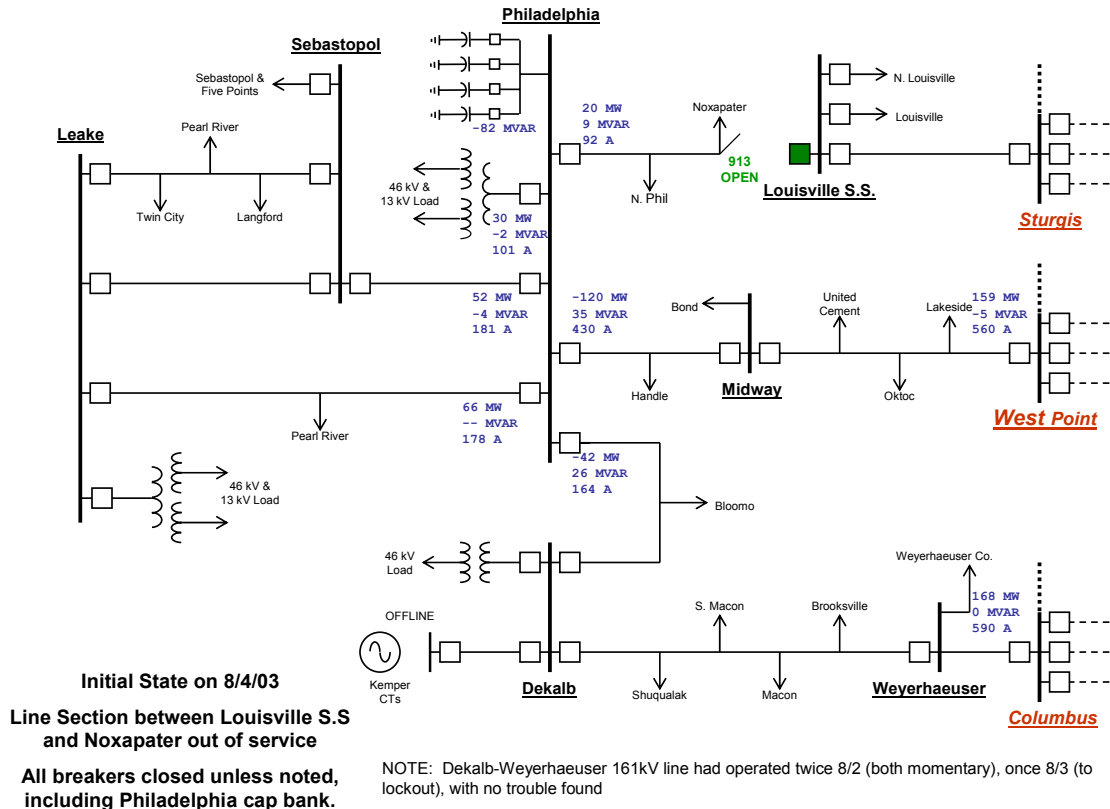 Philadelphia
Sebastopol
Sebastopol &
Five Points
Pearl River
Leake
Twin City
Langford
-82 MVAR
46 kV &
13 kV Load
30 MW
-2 MVAR
101 A
20 MW
9 MVAR
92 A
Noxapater
913
OPEN
N. Phil
N. Louisville
Louisville
Louisville S.S.
Sturgis
52 MW
-4 MVAR
181 A
-120 MW
35 MVAR
430 A
Bond
United
Cement
Lakeside
159 MW
-5 MVAR
560 A
Handle
Midway
Oktoc
West Point
66 MW
-- MVAR
178 A
Pearl River
-42 MW
26 MVAR
164 A
46 kV &
13 kV Load
Bloomo
46 kV
Load
Weyerhaeuser Co.
168 MW
0 MVAR
590 A
OFFLINE
S. Macon
Brooksville
Kemper
CTs
Dekalb
Shuqualak
Macon
Weyerhaeuser
Columbus
Initial State on 8/4/03
Line Section between Louisville S.S
and Noxapater out of service
All breakers closed unless noted,
including Philadelphia cap bank.
NOTE: Dekalb-Weyerhaeuser 161kV line had operated twice 8/2 (both momentary), once 8/3 (to
lockout), with no trouble found